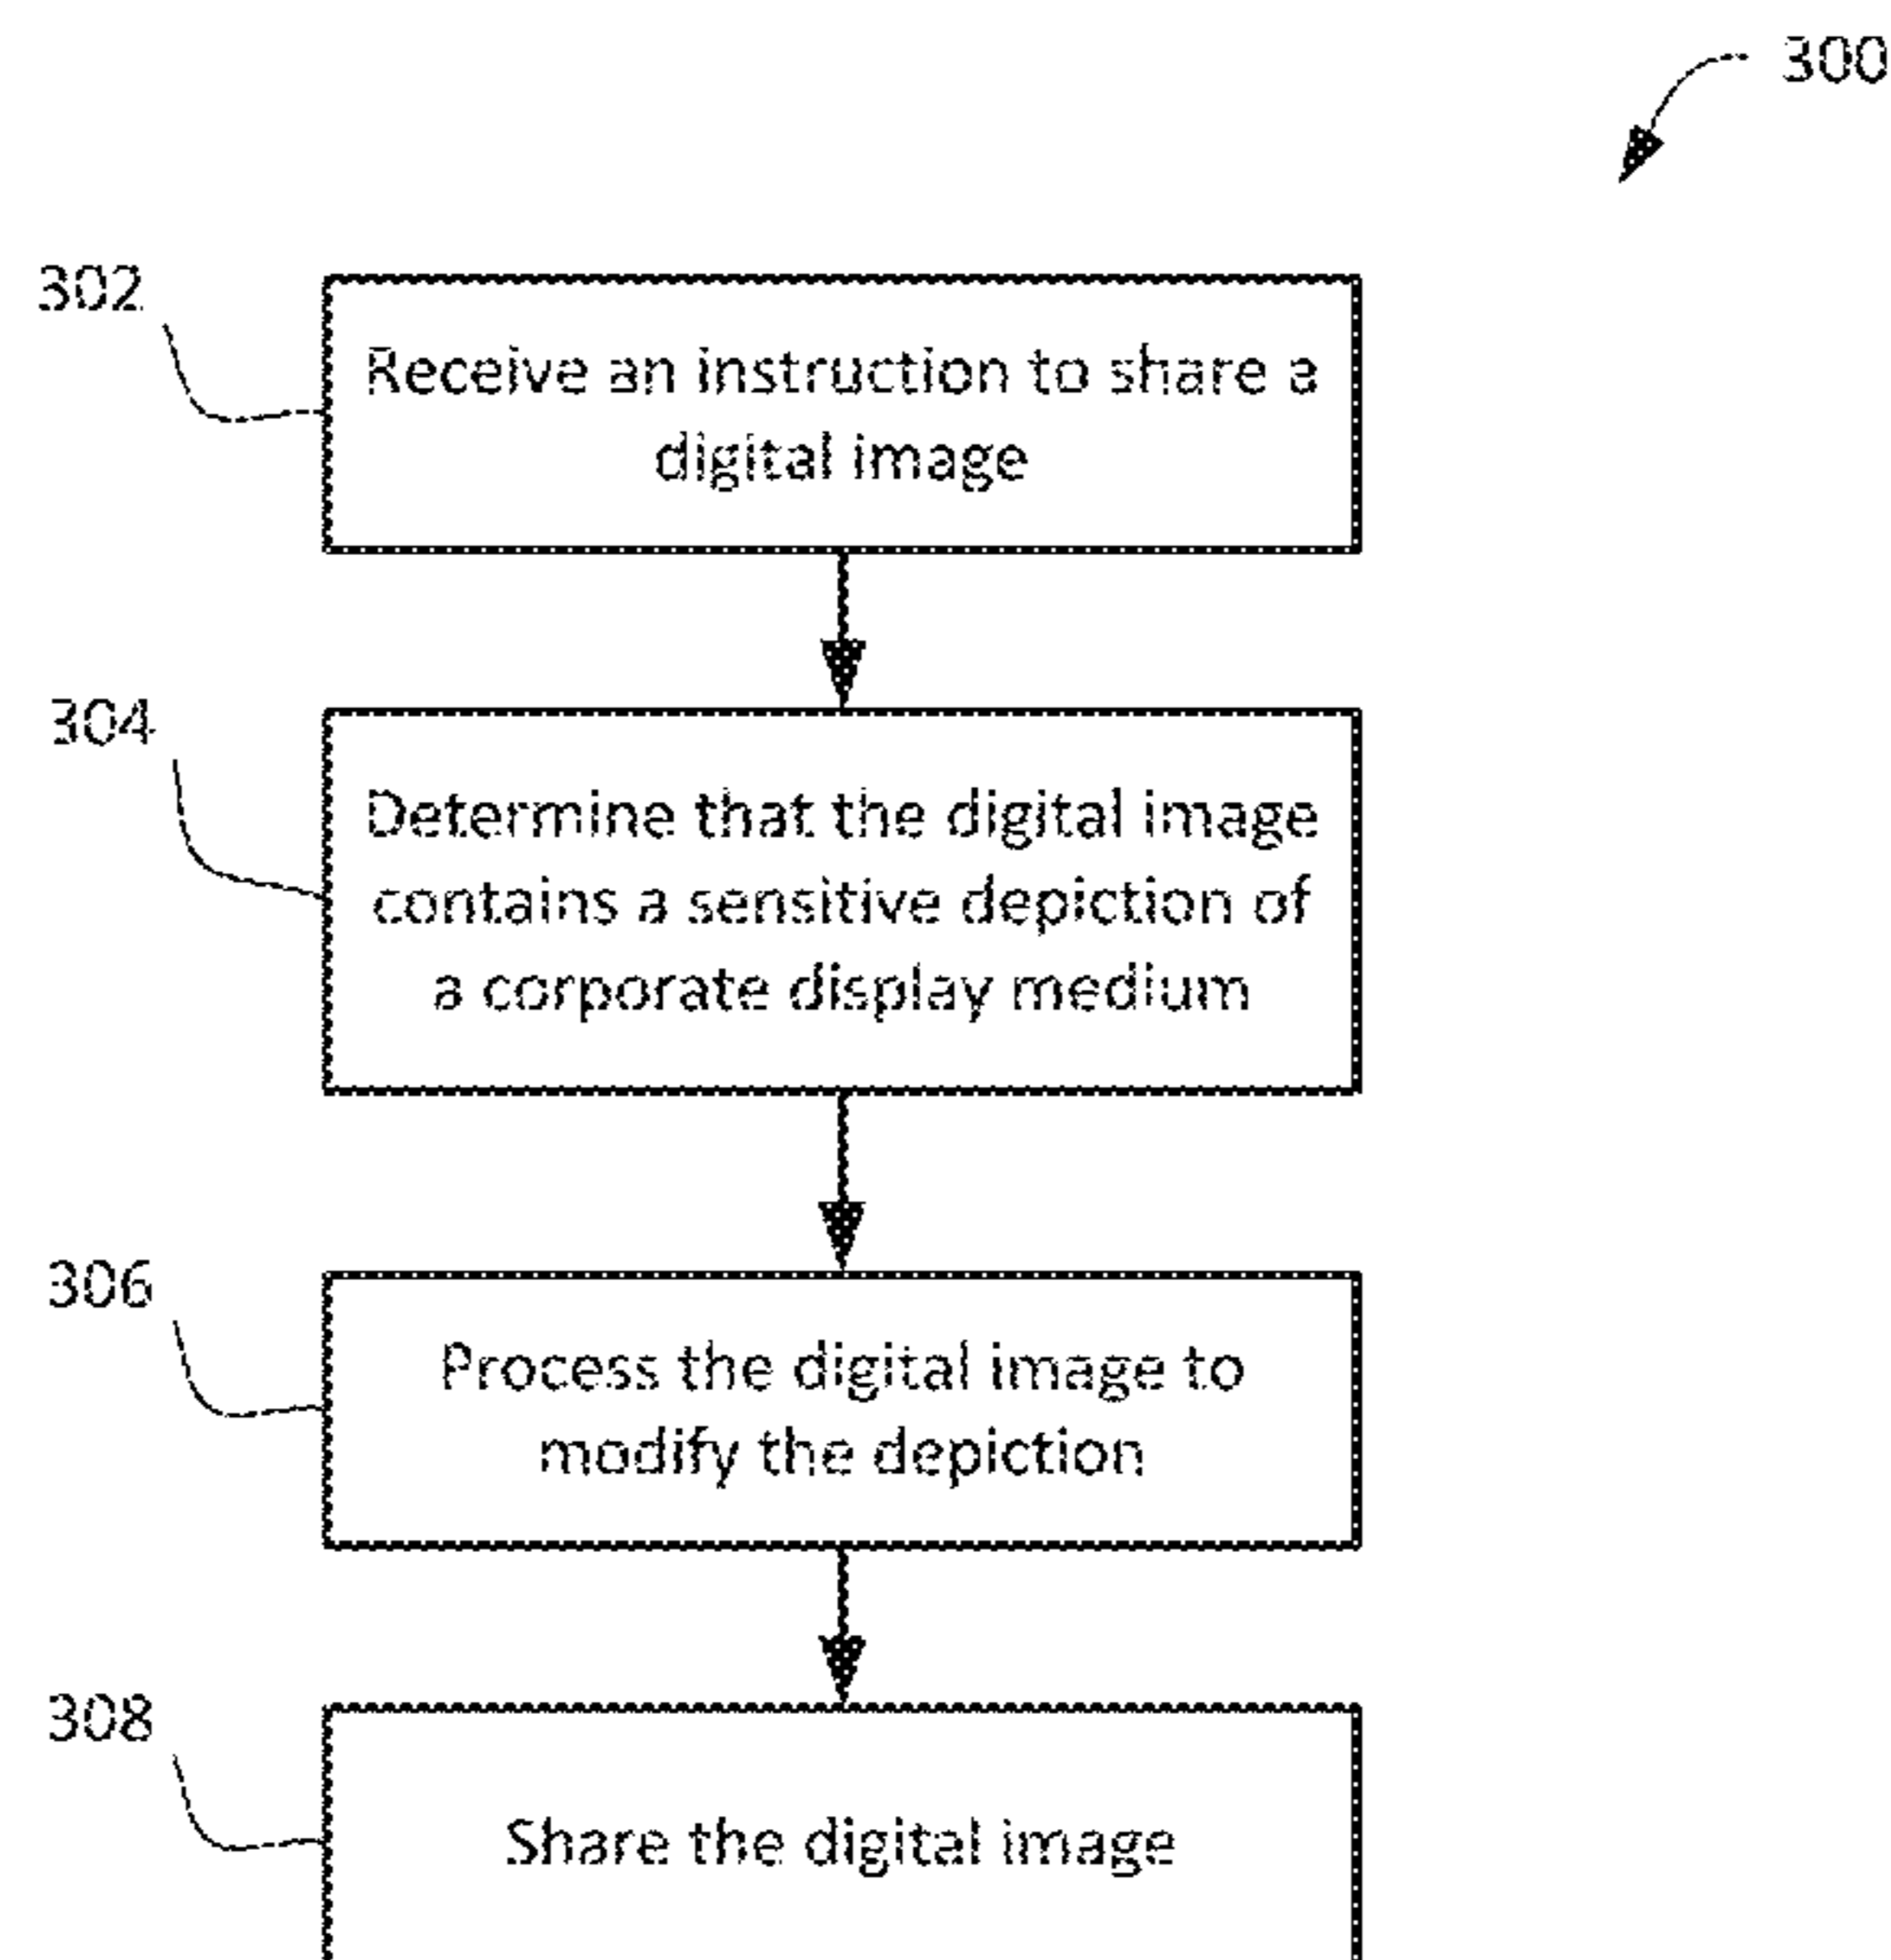 300
302
Receive an instruction to share a
digital image
304
Determine that the digital image
contains a sensitive depiction of
a corporate display medium
306
Process the digital image to
modify the depiction
308
Share the digital image